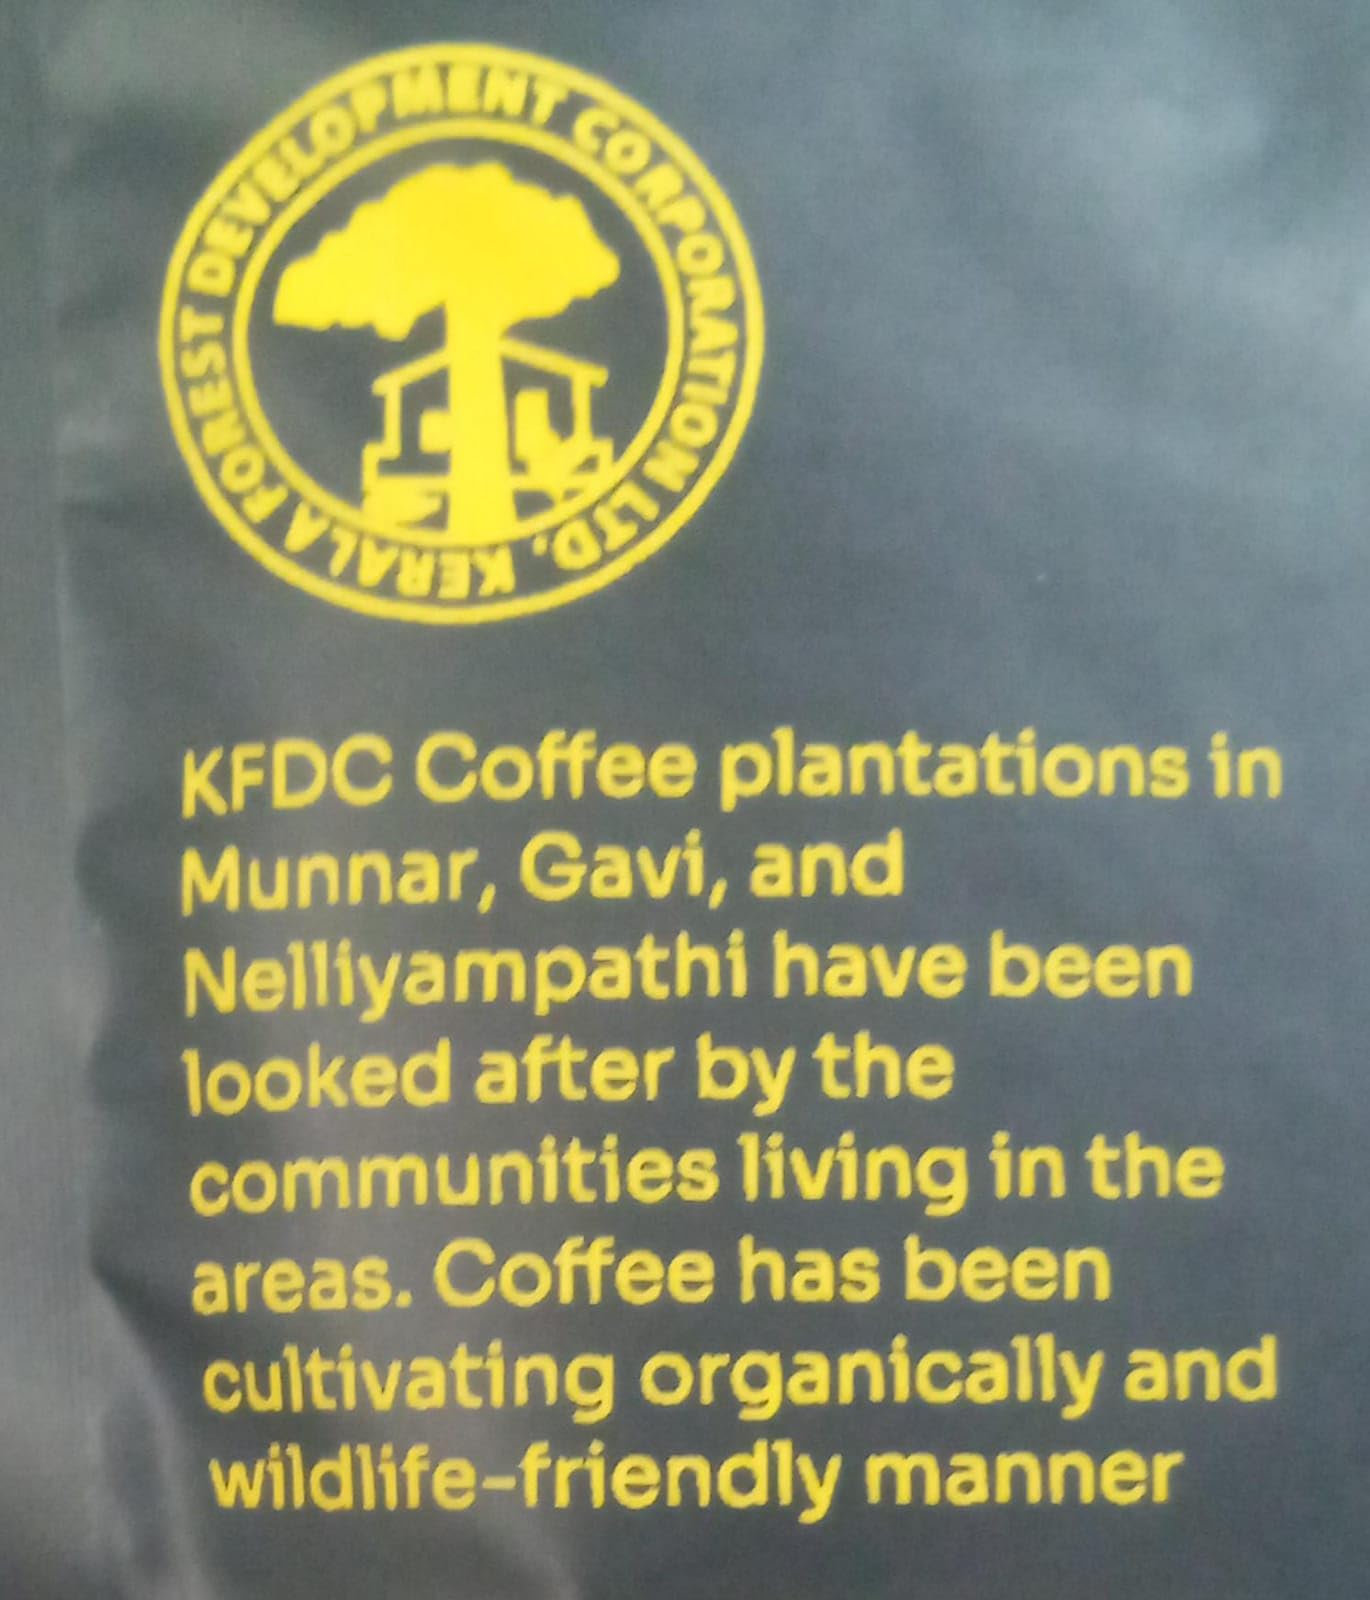 KERALA FOREST DEVELOPMENT CORPORATION LTD.
KFDC Coffee plantations in
Munnar, Gavi, and
Nelliyampathi have been
looked after by the
communities living in the
areas. Coffee has been
cultivating organically and
wildlife-friendly manner